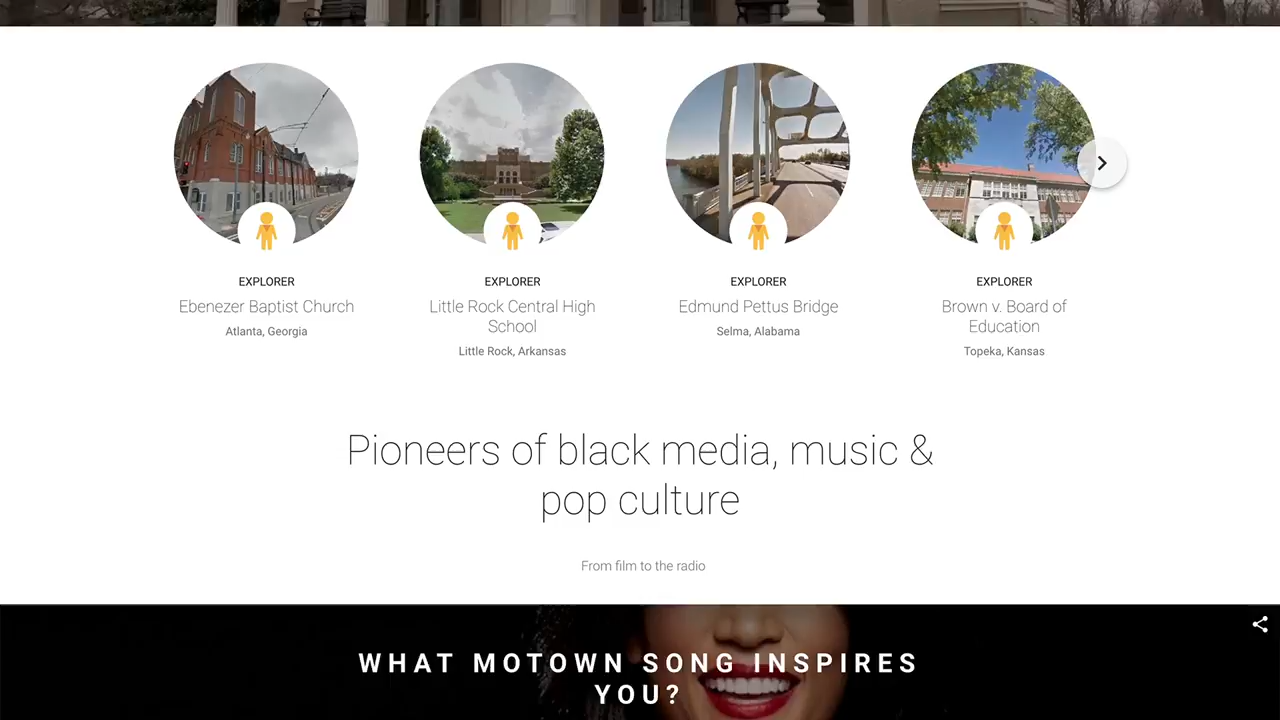 EXPLORER
Ebenezer Baptist Church
Atlanta, Georgia
EXPLORER
Little Rock Central High
School
Little Rock, Arkansas
EXPLORER
Edmund Pettus Bridge
Selma, Alabama
EXPLORER
Brown v. Board of
Education
Topeka, Kansas
Pioneers of black media, music &
pop culture
From film to the radio
WHAT MOTOWN SONG INSPIRES
YOU?